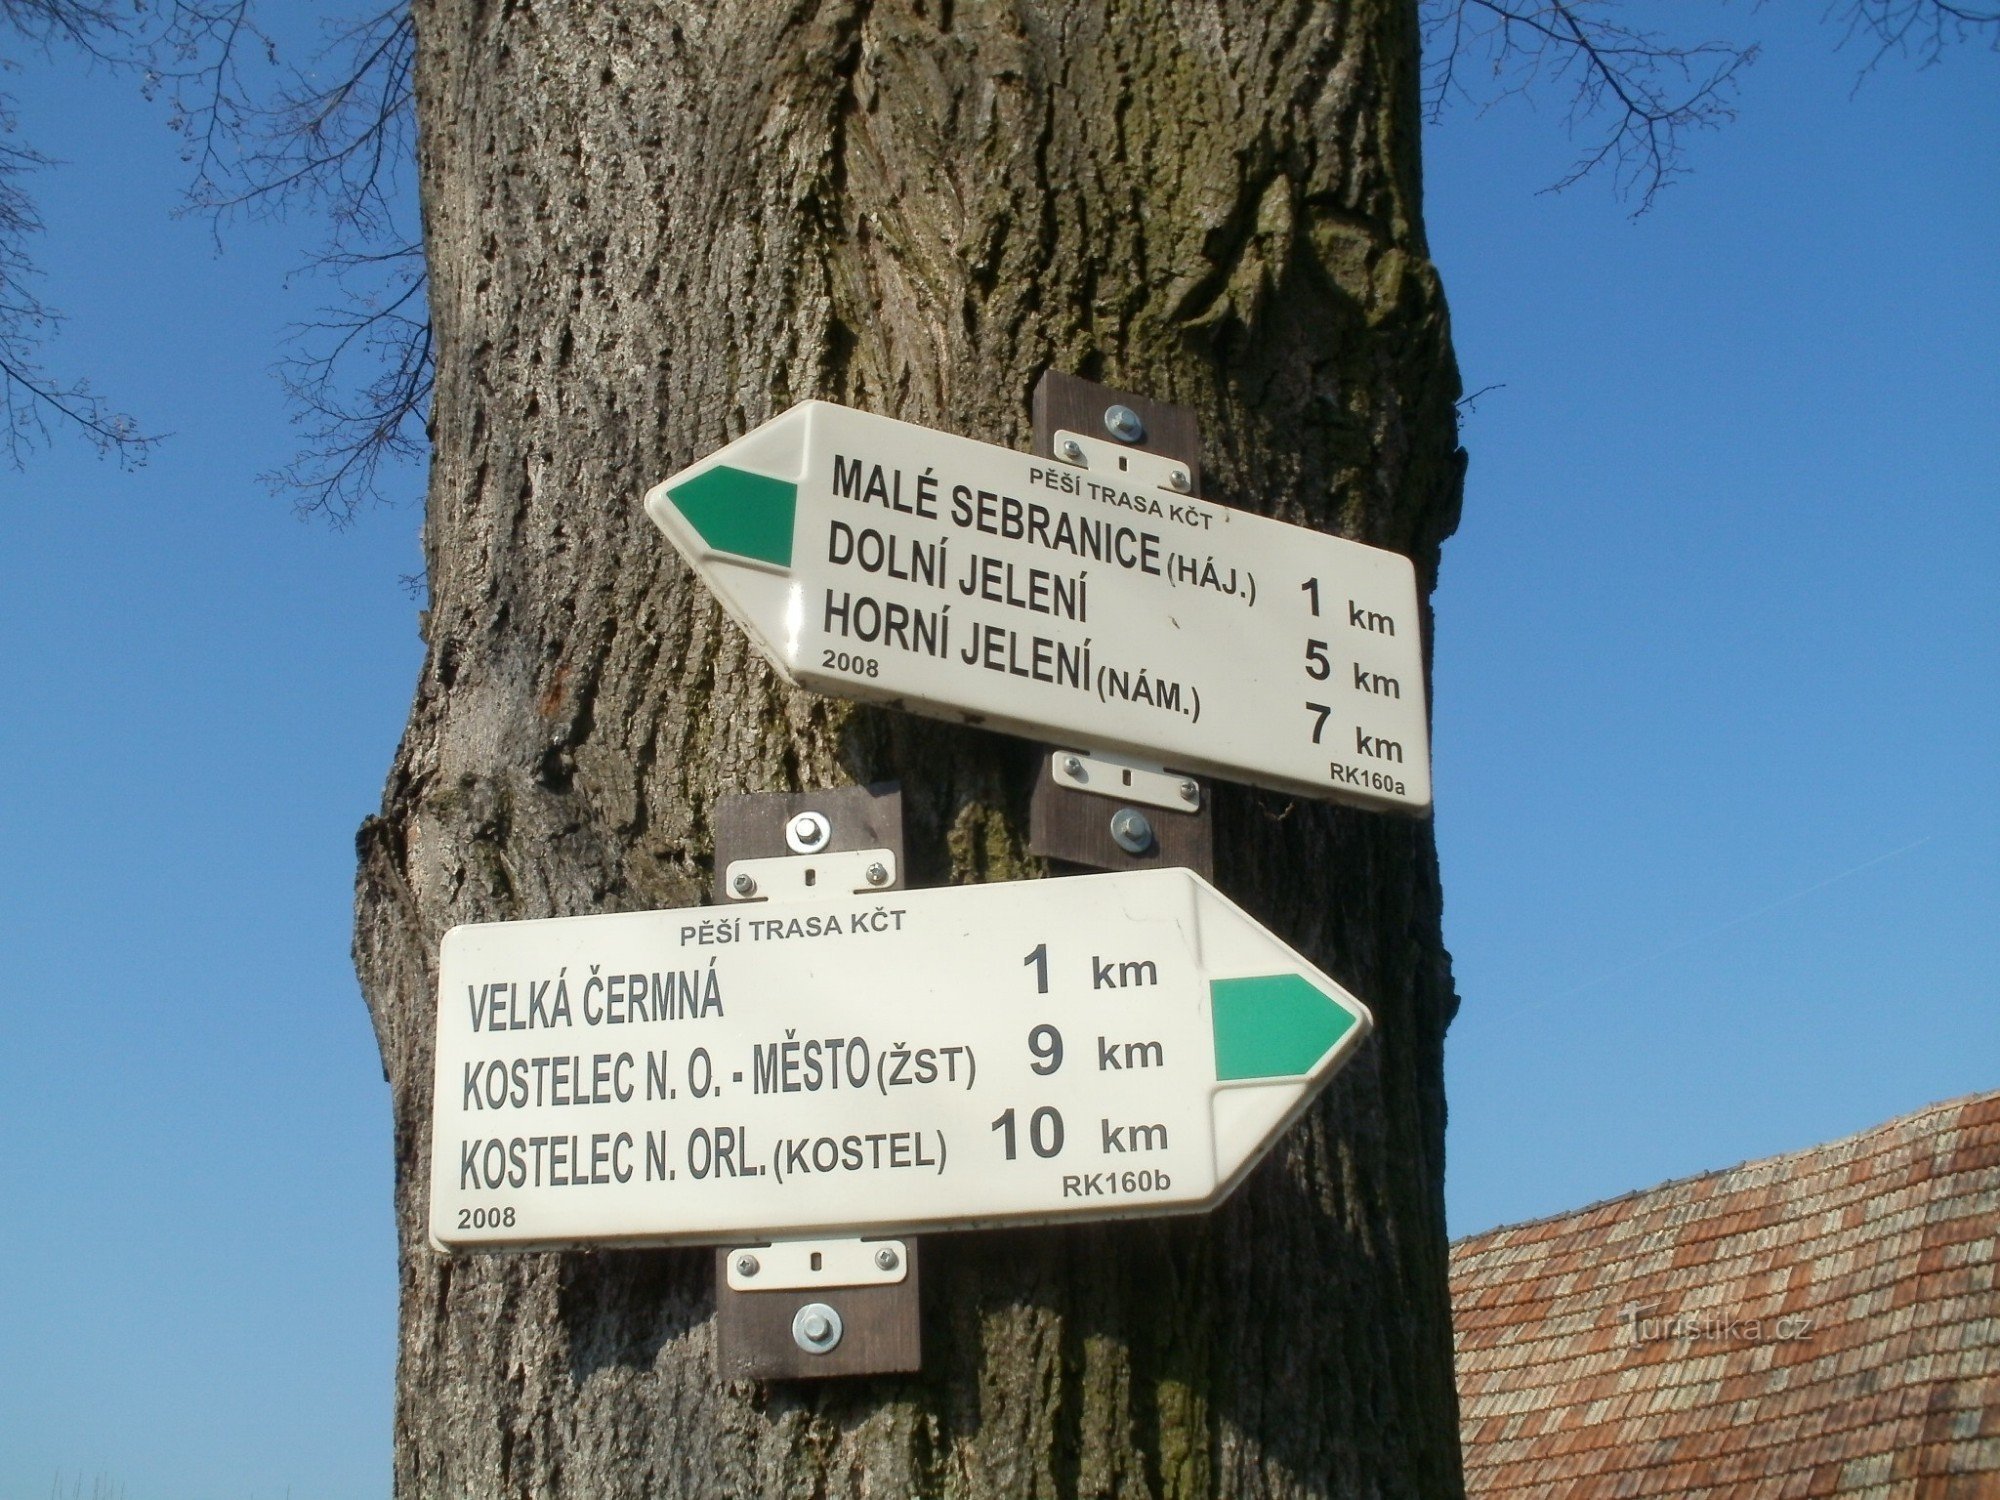 PĚŠÍ TRASA KČT
MALÉ SEBRANICE (HÁJ.) 1 km
DOLNÍ JELENÍ 5 km
HORNÍ JELENÍ (NÁM.) 7 km
2008 RK160a
PĚŠÍ TRASA KČT
VELKÁ ČERMNÁ 1 km
KOSTELEC N. O. - MĚSTO (ŽST) 9 km
KOSTELEC N. ORL. (KOSTEL) 10 km
2008 RK160b
Turistika.cz